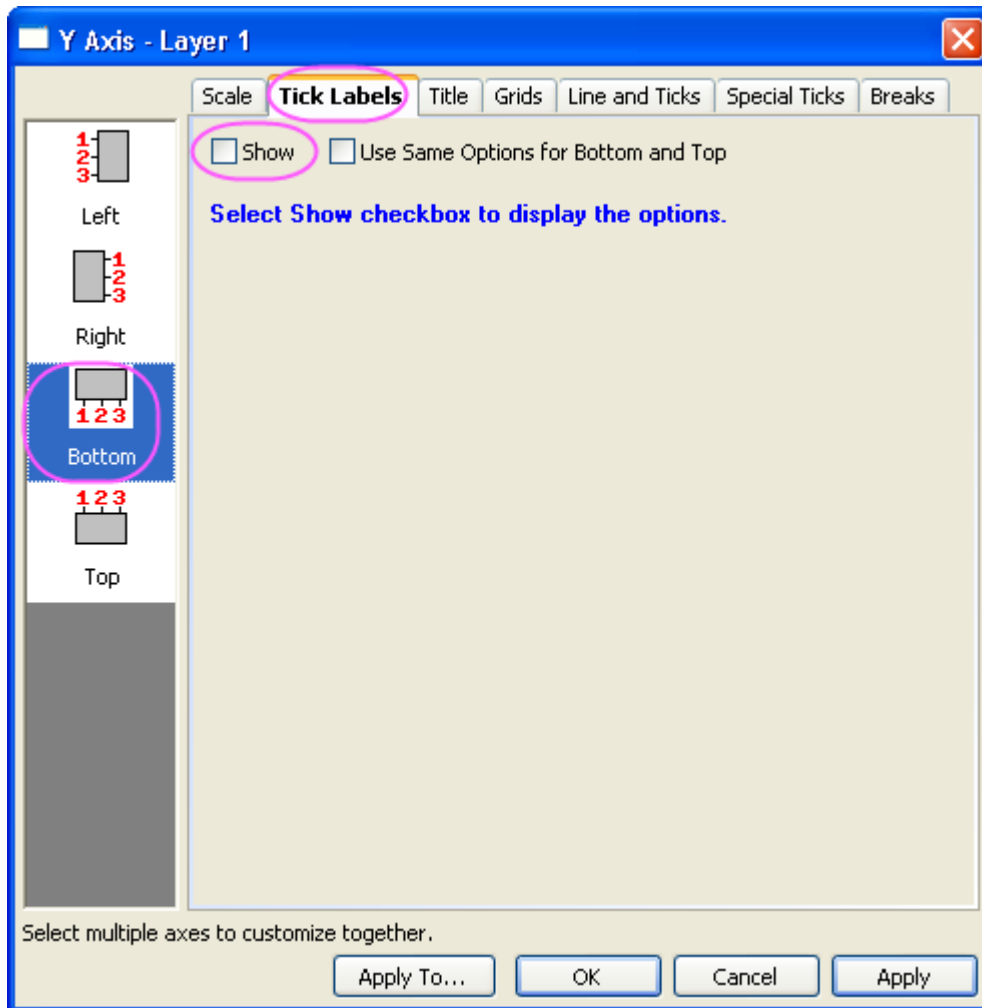 Y Axis - Layer 1
Scale Tick Labels Title Grids Line and Ticks Special Ticks Breaks
1
2
3
Left
Show Use Same Options for Bottom and Top
Select Show checkbox to display the options.
1
2
3
Right
1 2 3
Bottom
1 2 3
Top
Select multiple axes to customize together.
Apply To... OK Cancel Apply